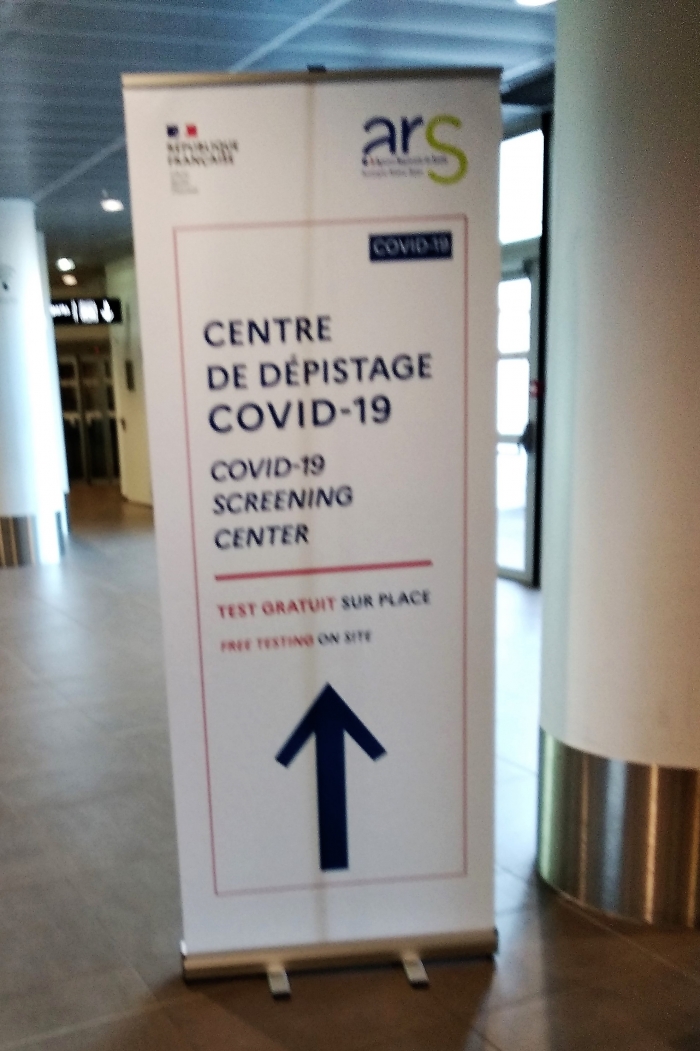 RÉPUBLIQUE
FRANÇAISE
ars
COVID-19
CENTRE
DE DÉPISTAGE
COVID-19
COVID-19
SCREENING
CENTER
TEST GRATUIT SUR PLACE
FREE TESTING ON SITE